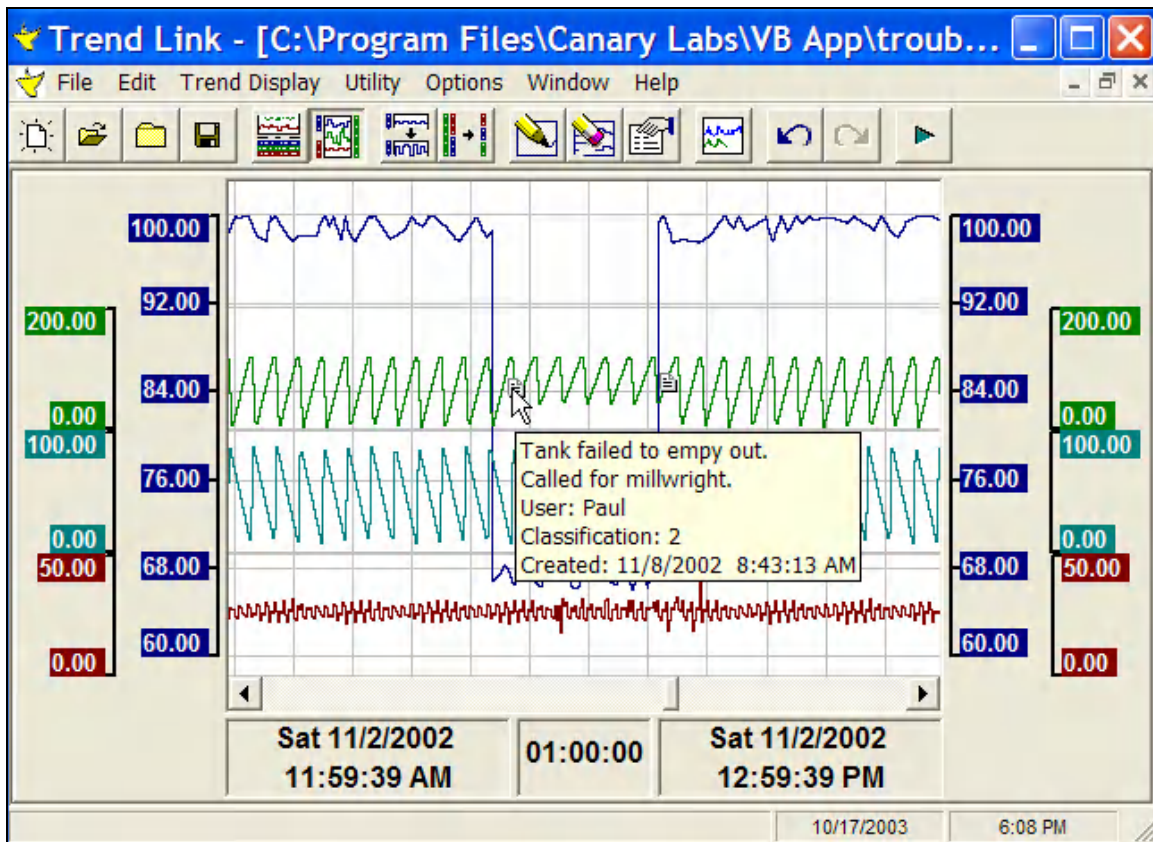 Trend Link - [C:\Program Files\Canary Labs\VB App\troub...
File Edit Trend Display Utility Options Window Help
100.00 100.00
92.00 92.00
200.00 200.00
84.00 84.00
0.00 0.00
100.00 100.00
Tank failed to empy out.
76.00 Called for millwright. 76.00
User: Paul
Classification: 2
0.00 0.00
50.00 68.00 Created: 11/8/2002 8:43:13 AM 68.00 50.00
60.00 60.00
0.00 0.00
Sat 11/2/2002 01:00:00 Sat 11/2/2002
11:59:39 AM 12:59:39 PM
10/17/2003 6:08 PM